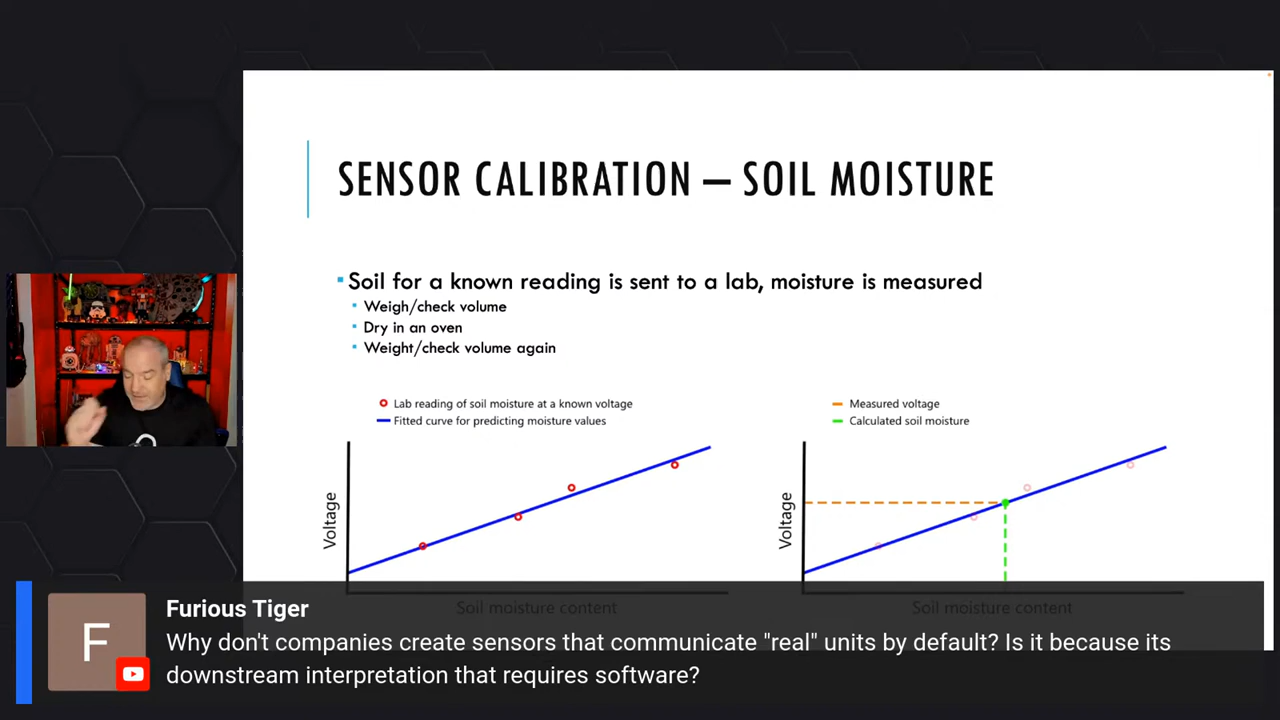 SENSOR CALIBRATION – SOIL MOISTURE
Soil for a known reading is sent to a lab, moisture is measured
Weigh/check volume
Dry in an oven
Weight/check volume again
Lab reading of soil moisture at a known voltage
Fitted curve for predicting moisture values
Voltage
Soil moisture content
Measured voltage
Calculated soil moisture
Voltage
Soil moisture content
F
Furious Tiger
Why don't companies create sensors that communicate "real" units by default? Is it because its
downstream interpretation that requires software?